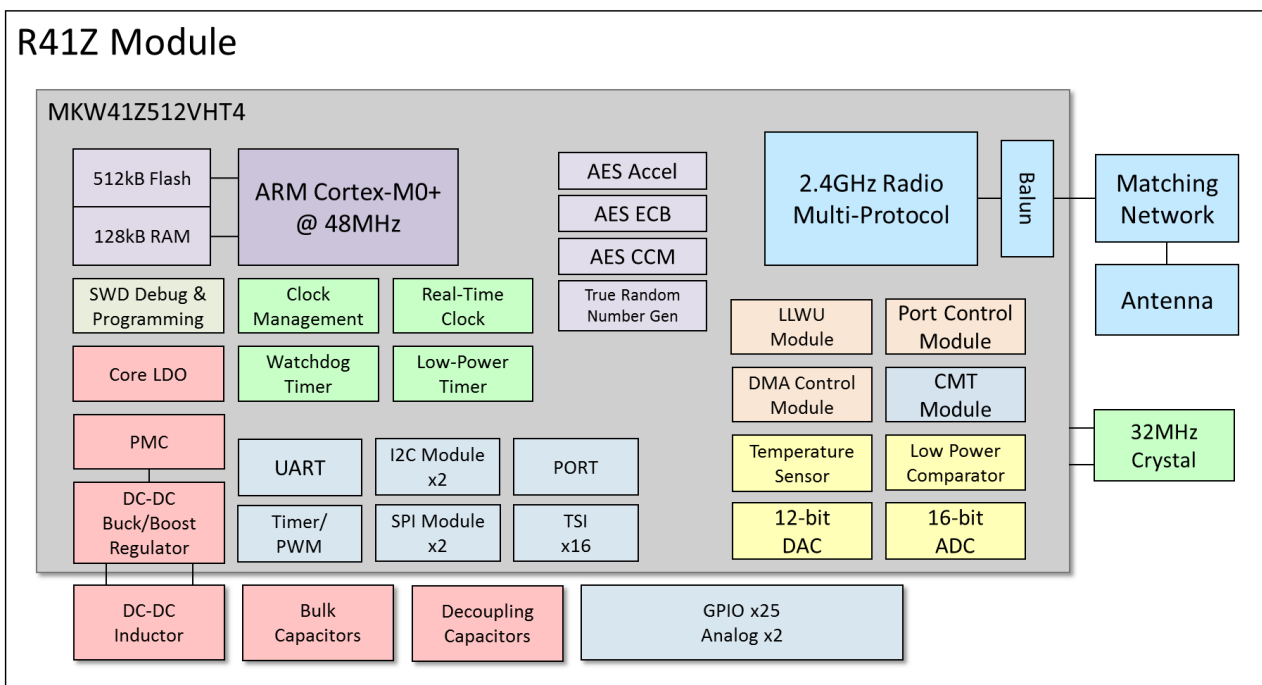 R41Z Module
MKW41Z512VHT4
512kB Flash
128kB RAM
ARM Cortex-M0+
@ 48MHz
AES Accel
AES ECB
AES CCM
True Random
Number Gen
2.4GHz Radio
Multi-Protocol
Balun
Matching
Network
Antenna
SWD Debug &
Programming
Clock
Management
Real-Time
Clock
Core LDO
Watchdog
Timer
Low-Power
Timer
LLWU
Module
Port Control
Module
DMA Control
Module
CMT
Module
32MHz
Crystal
PMC
UART
I2C Module
x2
PORT
Temperature
Sensor
Low Power
Comparator
DC-DC
Buck/Boost
Regulator
Timer/
PWM
SPI Module
x2
TSI
x16
12-bit
DAC
16-bit
ADC
DC-DC
Inductor
Bulk
Capacitors
Decoupling
Capacitors
GPIO x25
Analog x2